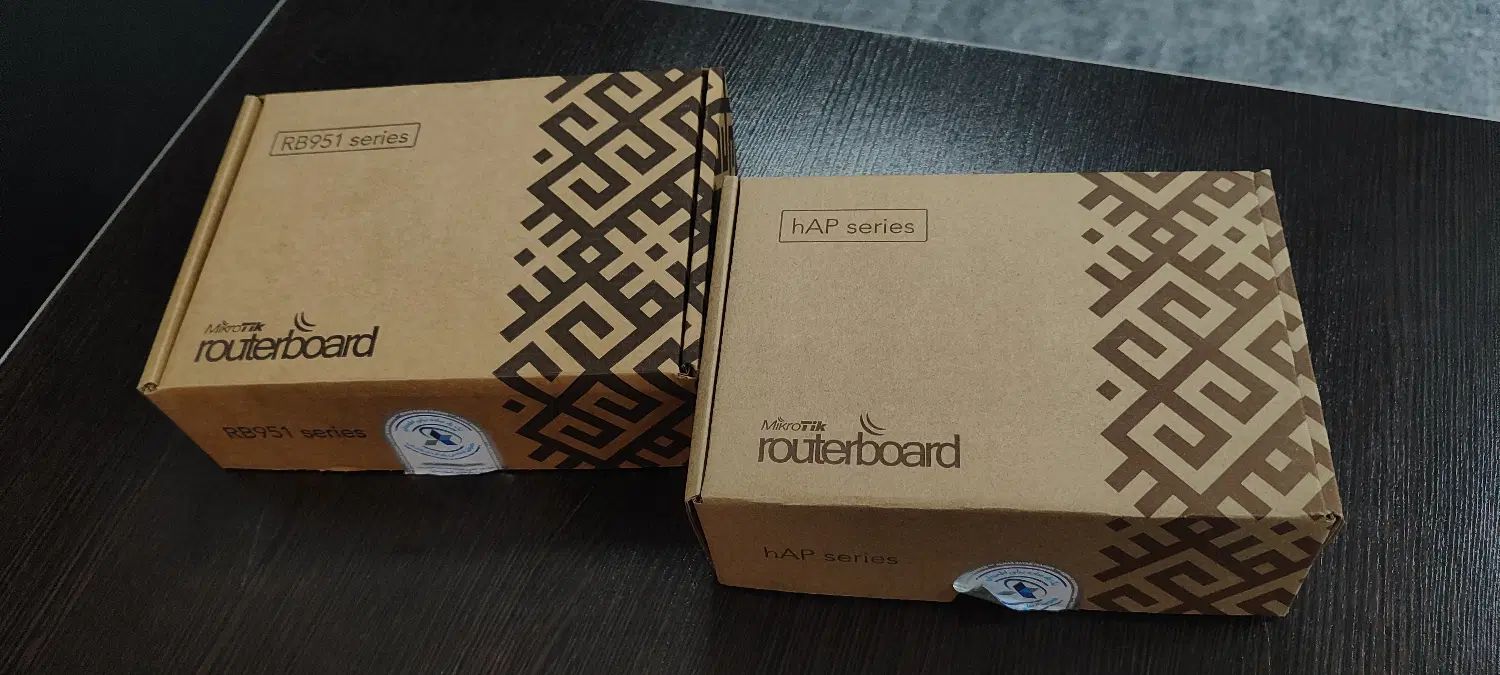 RB951 series
MikroTik
routerboard
RB951 series
hAP series
MikroTik
routerboard
hAP series